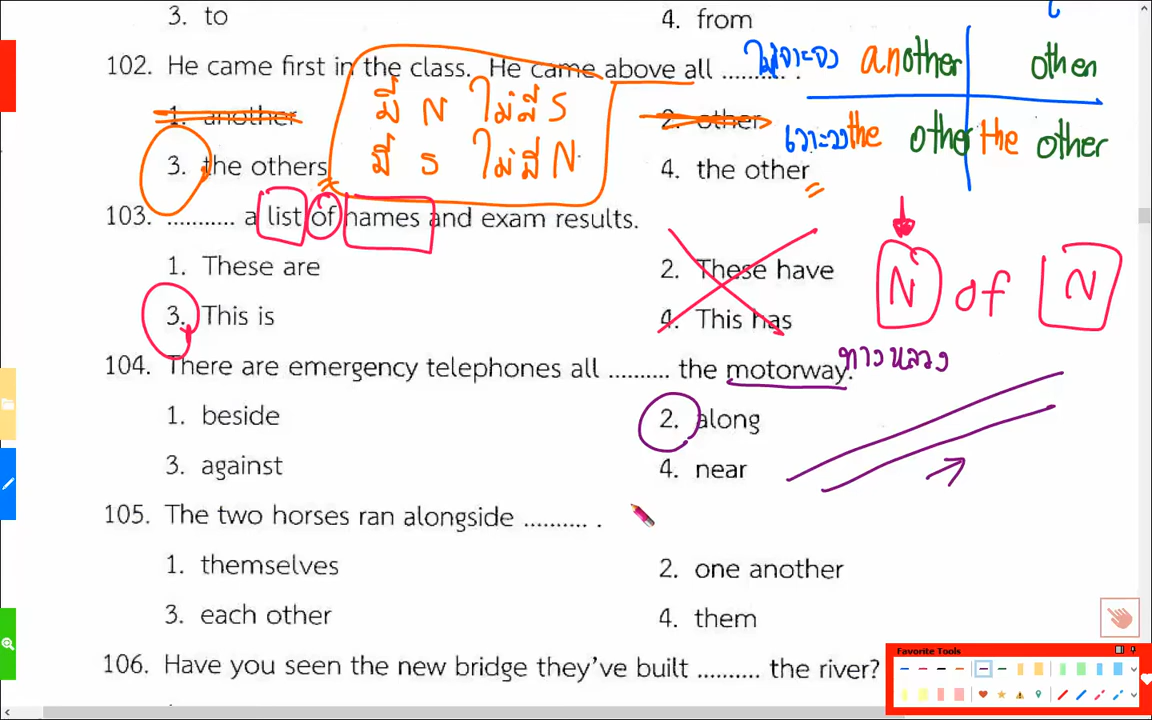 3. to
4. from
102. He came first in the class. He came above all .......... .
1. another
2. other
3. the others
4. the other
มี N ไม่มี S
มี S ไม่มี N
ไม่เจาะจง another other
เจาะจง the other the other
103. .......... a list of names and exam results.
1. These are
2. These have
3. This is
4. This has
N of N
104. There are emergency telephones all ......... the motorway.
ทางหลวง
1. beside
2. along
3. against
4. near
105. The two horses ran alongside .......... .
1. themselves
2. one another
3. each other
4. them
106. Have you seen the new bridge they've built .......... the river?
Favorite Tools